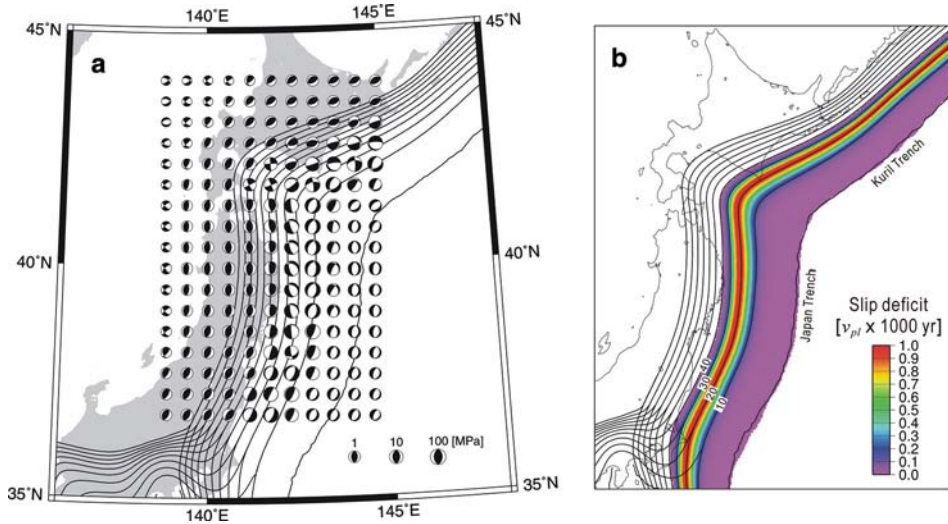 140°E
145°E
45°N
45°N
a
40°N
40°N
1
10
100 [MPa]
35°N
35°N
140°E
145°E
b
Kuril Trench
Japan Trench
40
30
20
10
Slip deficit
[v_pl x 1000 yr]
1.0
0.9
0.8
0.7
0.6
0.5
0.4
0.3
0.2
0.1
0.0